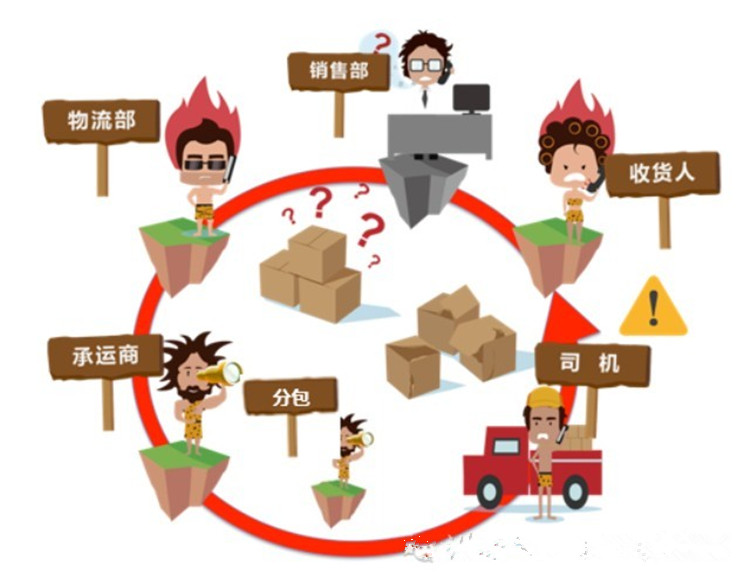 销售部
物流部
收货人
承运商
司 机
分包